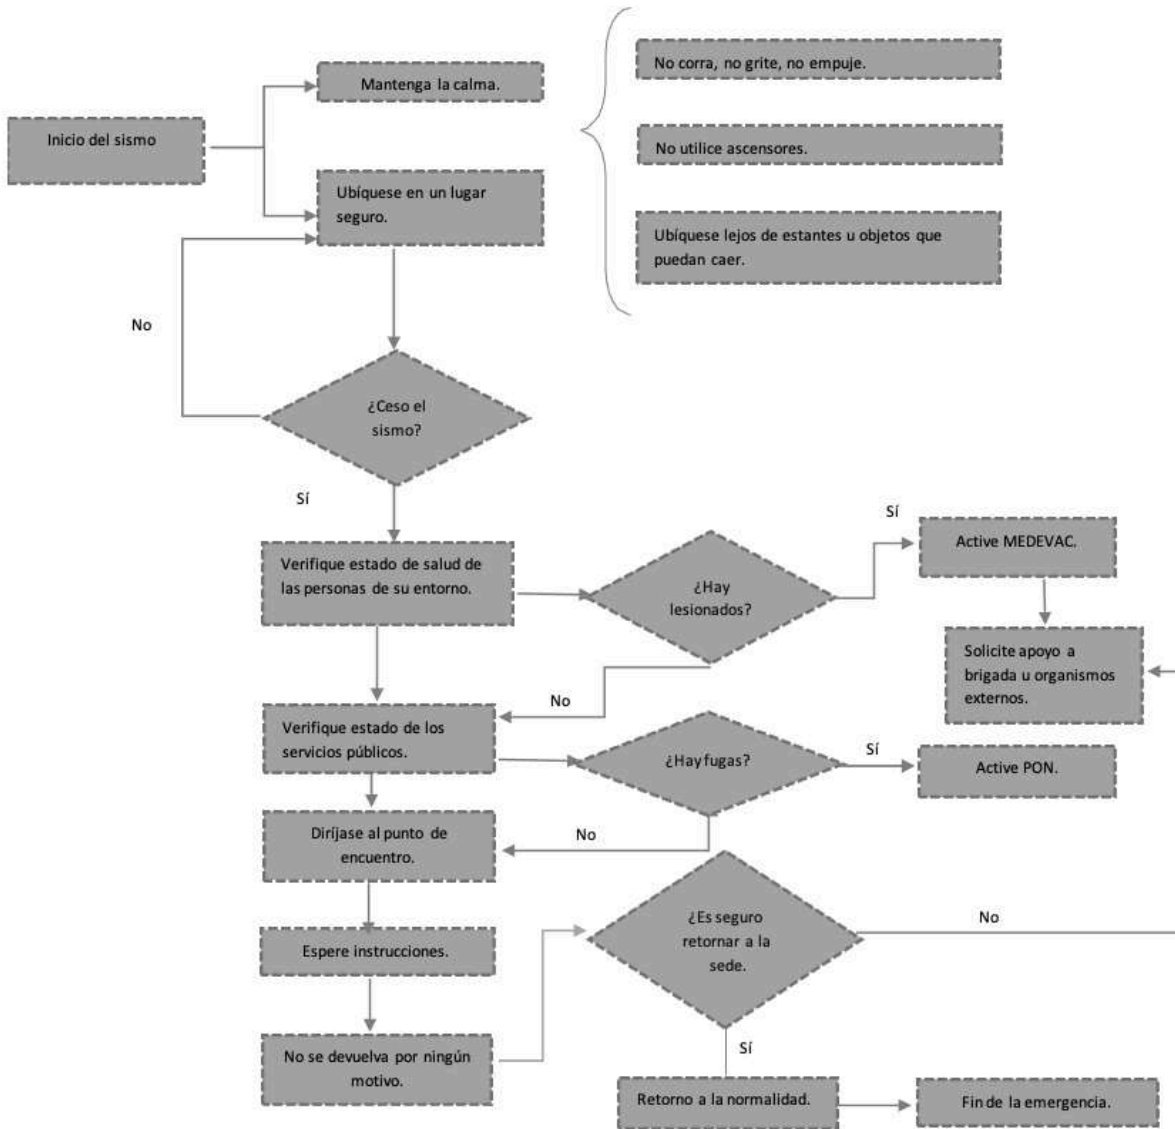 No corra, no grite, no empuje.
Mantenga la calma.
Inicio del sismo
No utilice ascensores.
Ubíquese en un lugar
seguro.
Ubíquese lejos de estantes u objetos que
puedan caer.
No
¿Ceso el
sismo?
Sí
Verifique estado de salud de
las personas de su entorno.
¿Hay
lesionados?
Sí
Active MEDEVAC.
Solicite apoyo a
brigada u organismos
externos.
No
Verifique estado de los
servicios públicos.
¿Hay fugas?
Sí
Active PON.
Diríjase al punto de
encuentro.
No
¿Es seguro
retornar a la
sede.
No
Espere instrucciones.
No se devuelva por ningún
motivo.
Sí
Retorno a la normalidad.
Fin de la emergencia.